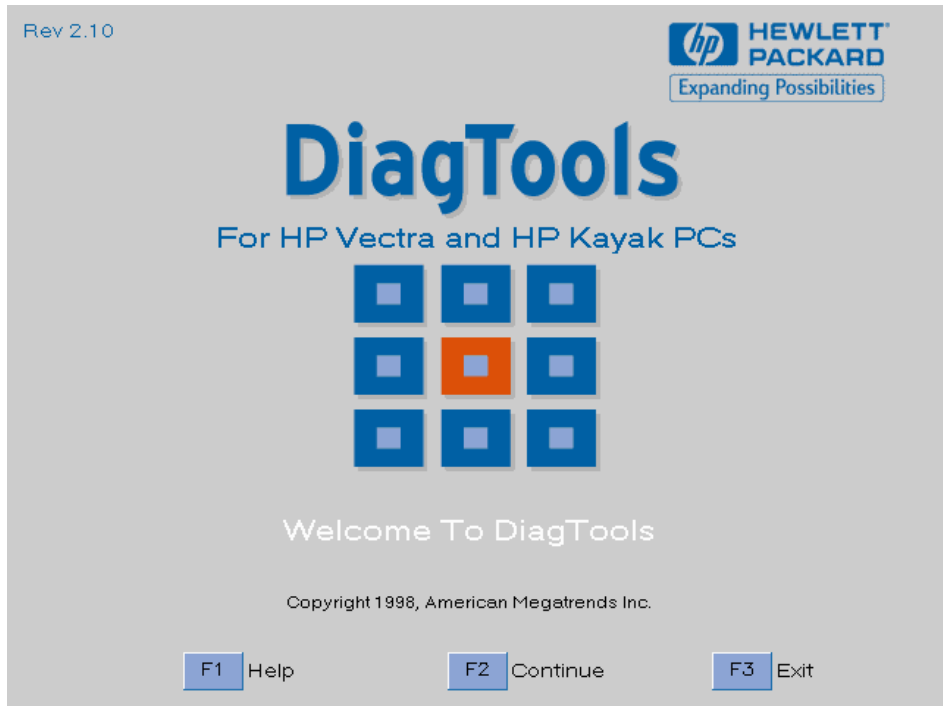 Rev 2.10
hp HEWLETT
PACKARD
Expanding Possibilities
DiagTools
For HP Vectra and HP Kayak PCs
Welcome To DiagTools
Copyright 1998, American Megatrends Inc.
F1 Help F2 Continue F3 Exit